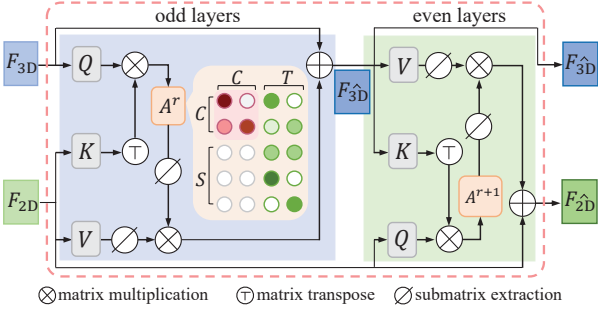 odd layers
even layers
F3D
Q
C
T
V
F3D̂
F3D̂
Aʳ
C
K
K
S
F2D
Aʳ⁺¹
F2D̂
V
Q
matrix multiplication
matrix transpose
submatrix extraction